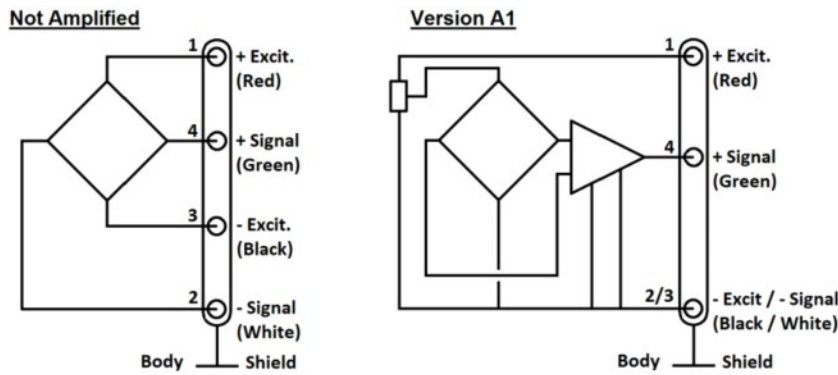 Not Amplified
1
+ Excit.
(Red)
4
+ Signal
(Green)
3
- Excit.
(Black)
2
- Signal
(White)
Body
Shield
Version A1
1
+ Excit.
(Red)
4
+ Signal
(Green)
2/3
- Excit / - Signal
(Black / White)
Body
Shield